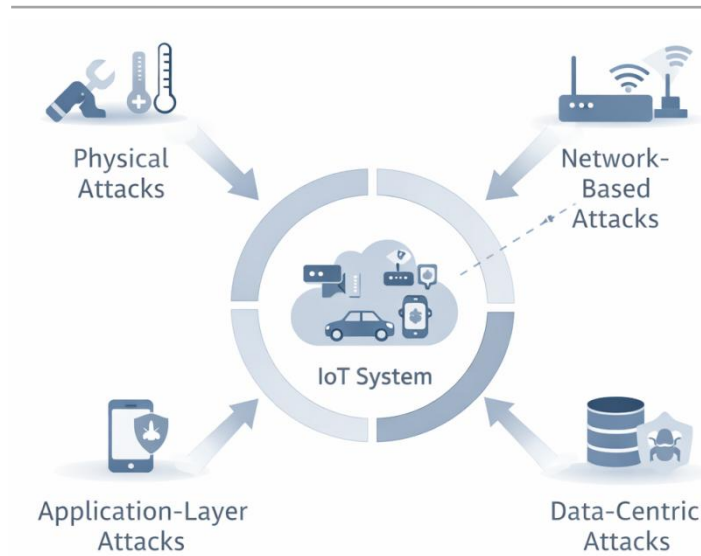 Physical
Attacks
Network-
Based
Attacks
IoT System
Application-Layer
Attacks
Data-Centric
Attacks